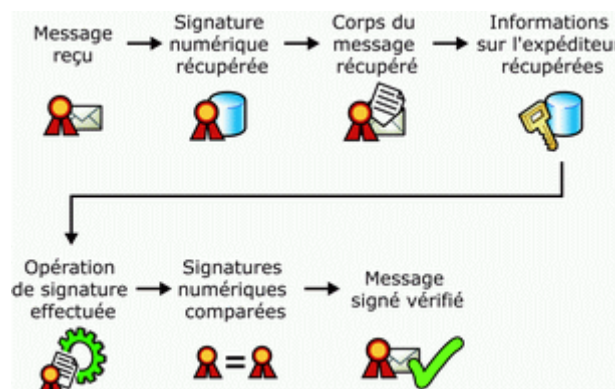 Message
reçu
Signature
numérique
récupérée
Corps du
message
récupéré
Informations
sur l'expéditeur
récupérées
Opération
de signature
effectuée
Signatures
numériques
comparées
Message
signé vérifié